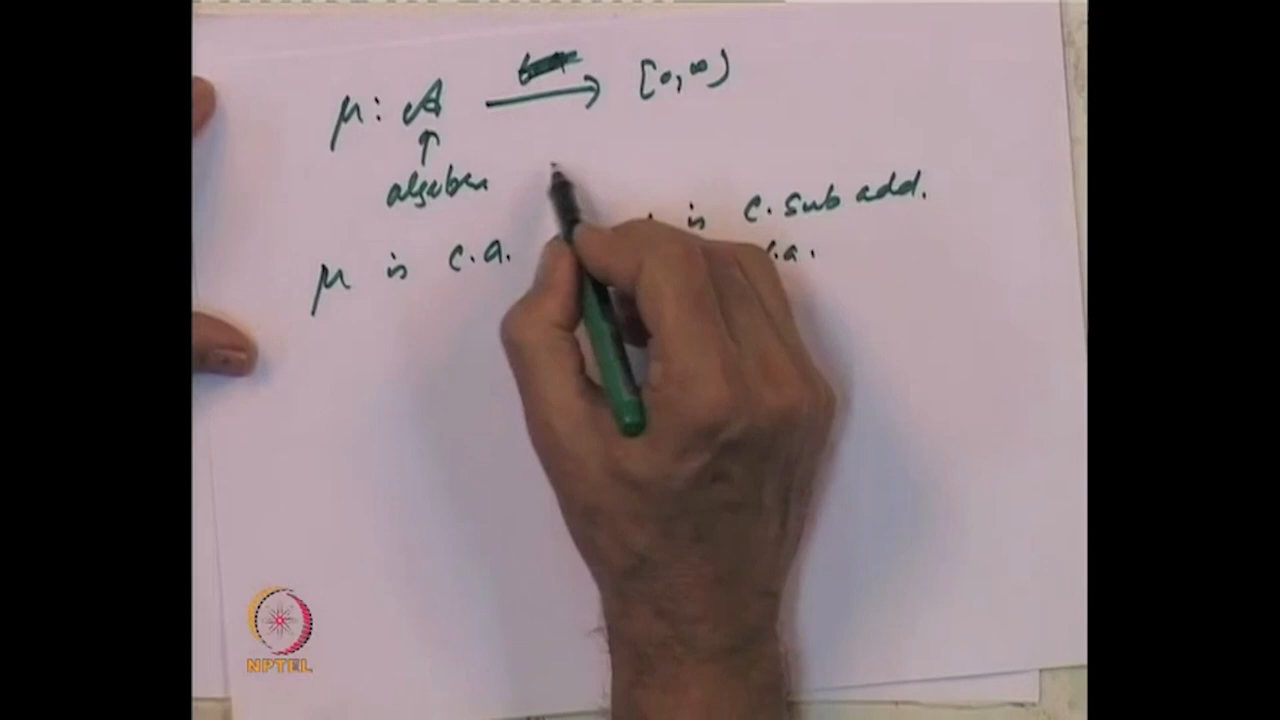 μ: A → [0, ∞)
↑
algebra
is c. sub add.
μ is c.a. .a.
NPTEL